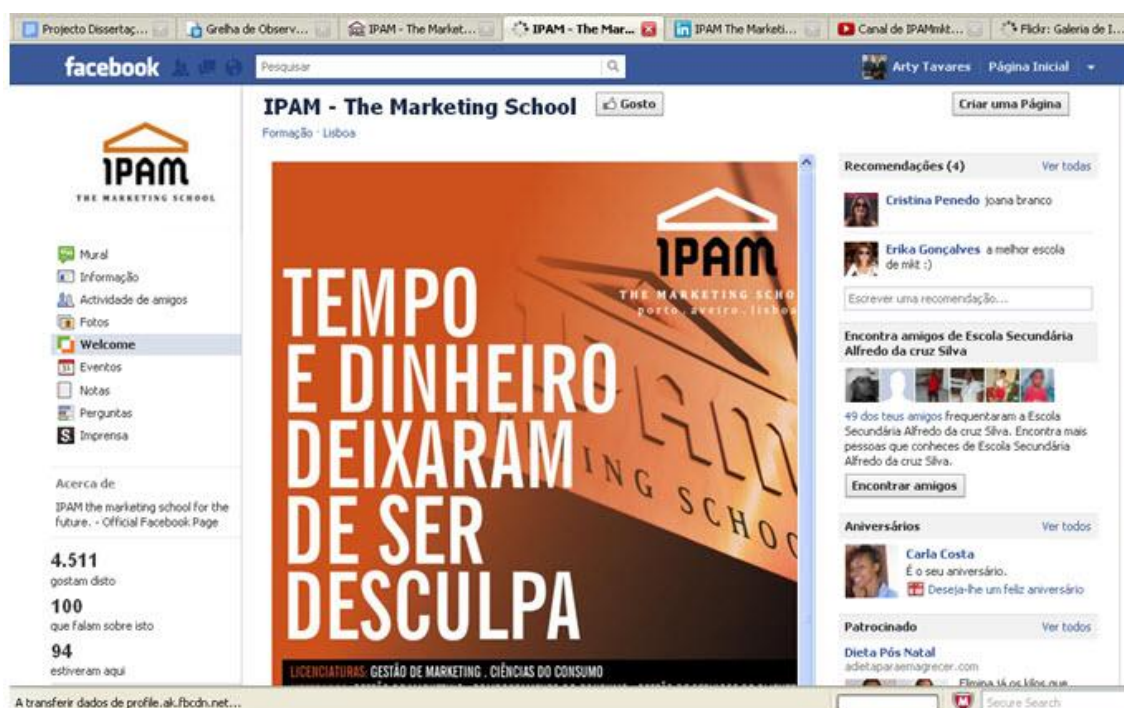 Projecto Dissertaç...
Grelha de Observ...
IPAM - The Market...
IPAM - The Mar...
IPAM The Marketi...
Canal de IPAMmkt...
Flickr: Galeria de I...
facebook
Pesquisar
Arty Tavares
Página Inicial
IPAM
THE MARKETING SCHOOL
Mural
Informação
Actividade de amigos
Fotos
Welcome
Eventos
Notas
Perguntas
Imprensa
Acerca de
IPAM the marketing school for the
future. - Official Facebook Page
4.511
gostam disto
100
que falam sobre isto
94
estiveram aqui
IPAM - The Marketing School
Gosto
Criar uma Página
Formação · Lisboa
IPAM
THE MARKETING SCHO
porto.aveiro.lisboa
TEMPO
E DINHEIRO
DEIXARAM
DE SER
DESCULPA
ING SCHOO
LICENCIATURAS: GESTÃO DE MARKETING . CIÊNCIAS DO CONSUMO
Recomendações (4)
Ver todas
Cristina Penedo joana branco
Erika Gonçalves a melhor escola
de mkt :)
Escrever uma recomendação...
Encontra amigos de Escola Secundária
Alfredo da cruz Silva
49 dos teus amigos frequentaram a Escola
Secundária Alfredo da cruz Silva. Encontra mais
pessoas que conheces de Escola Secundária
Alfredo da cruz Silva.
Encontrar amigos
Aniversários
Ver todos
Carla Costa
É o seu aniversário.
Deseja-lhe um feliz aniversário
Patrocinado
Ver todos
Dieta Pós Natal
adetaparaemagrecer.com
Elimina já os kilos que
A transferir dados de profile.ak.fbcdn.net...
Secure Search